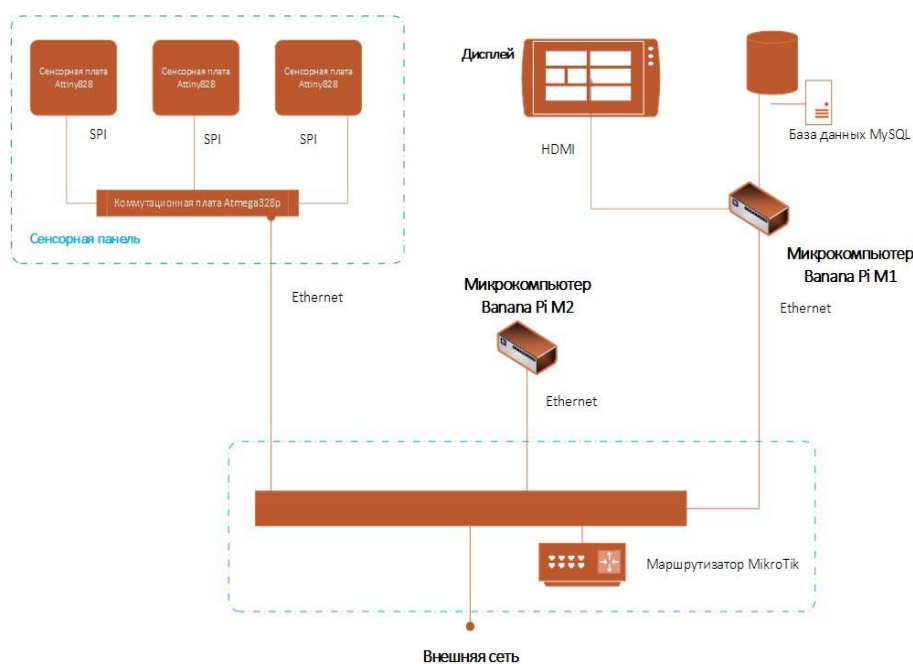 Сенсорная плата
Attiny828
Сенсорная плата
Attiny828
Сенсорная плата
Attiny828
SPI
SPI
SPI
Коммутационная плата Atmega328p
Сенсорная панель
Дисплей
HDMI
База данных MySQL
Микрокомпьютер
Banana Pi M1
Ethernet
Ethernet
Микрокомпьютер
Banana Pi M2
Ethernet
Маршрутизатор MikroTik
Внешняя сеть